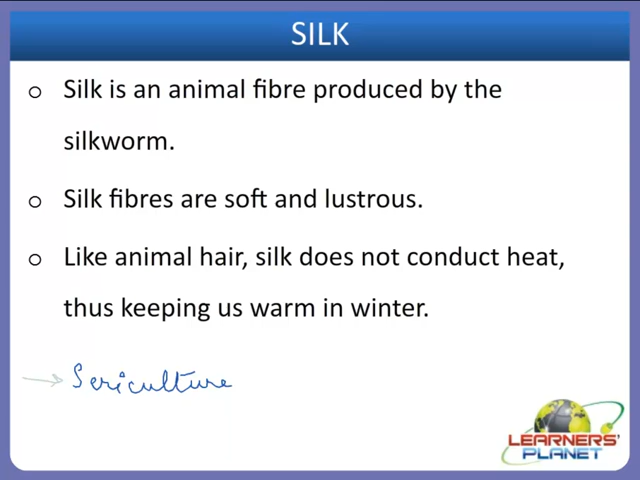 SILK
o Silk is an animal fibre produced by the
silkworm.
o Silk fibres are soft and lustrous.
o Like animal hair, silk does not conduct heat,
thus keeping us warm in winter.
→ Sericulture
LEARNERS'
PLANET